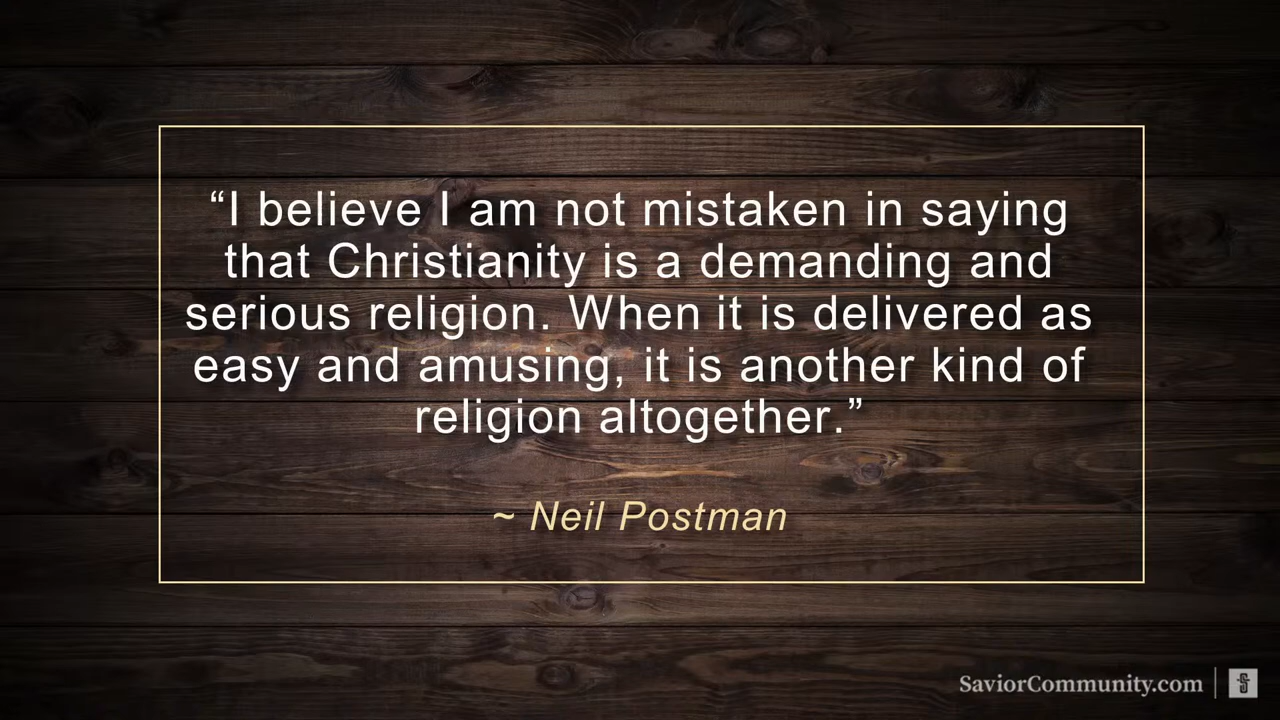 “I believe I am not mistaken in saying
that Christianity is a demanding and
serious religion. When it is delivered as
easy and amusing, it is another kind of
religion altogether.”
~ Neil Postman
SaviorCommunity.com